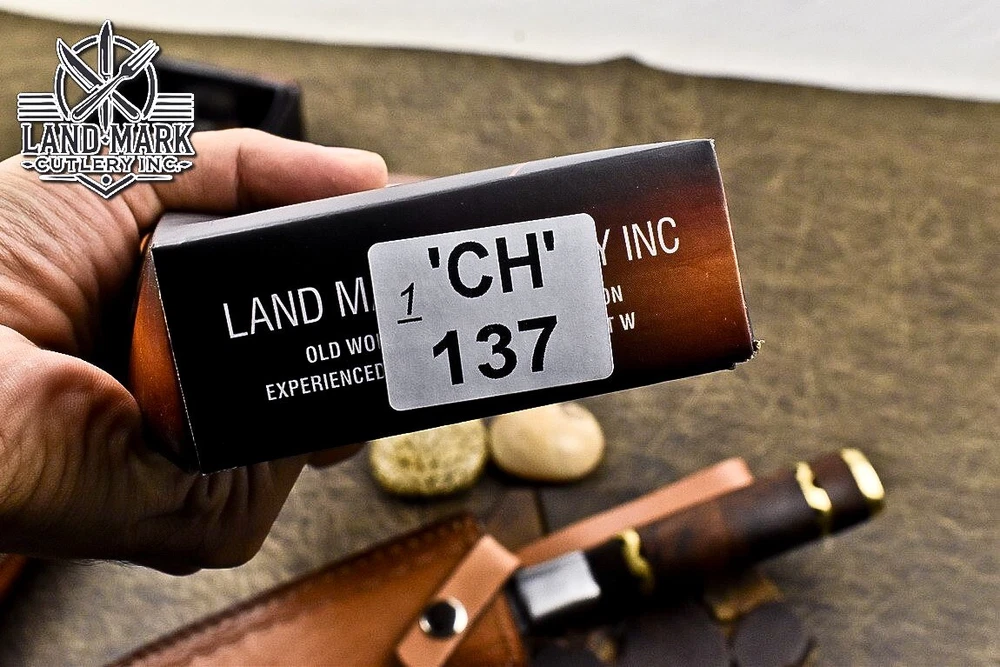 LAND MARK
CUTLERY INC.
'CH'
1
137
LAND MA
Y INC
OLD WO
ON
EXPERIENCED
T W